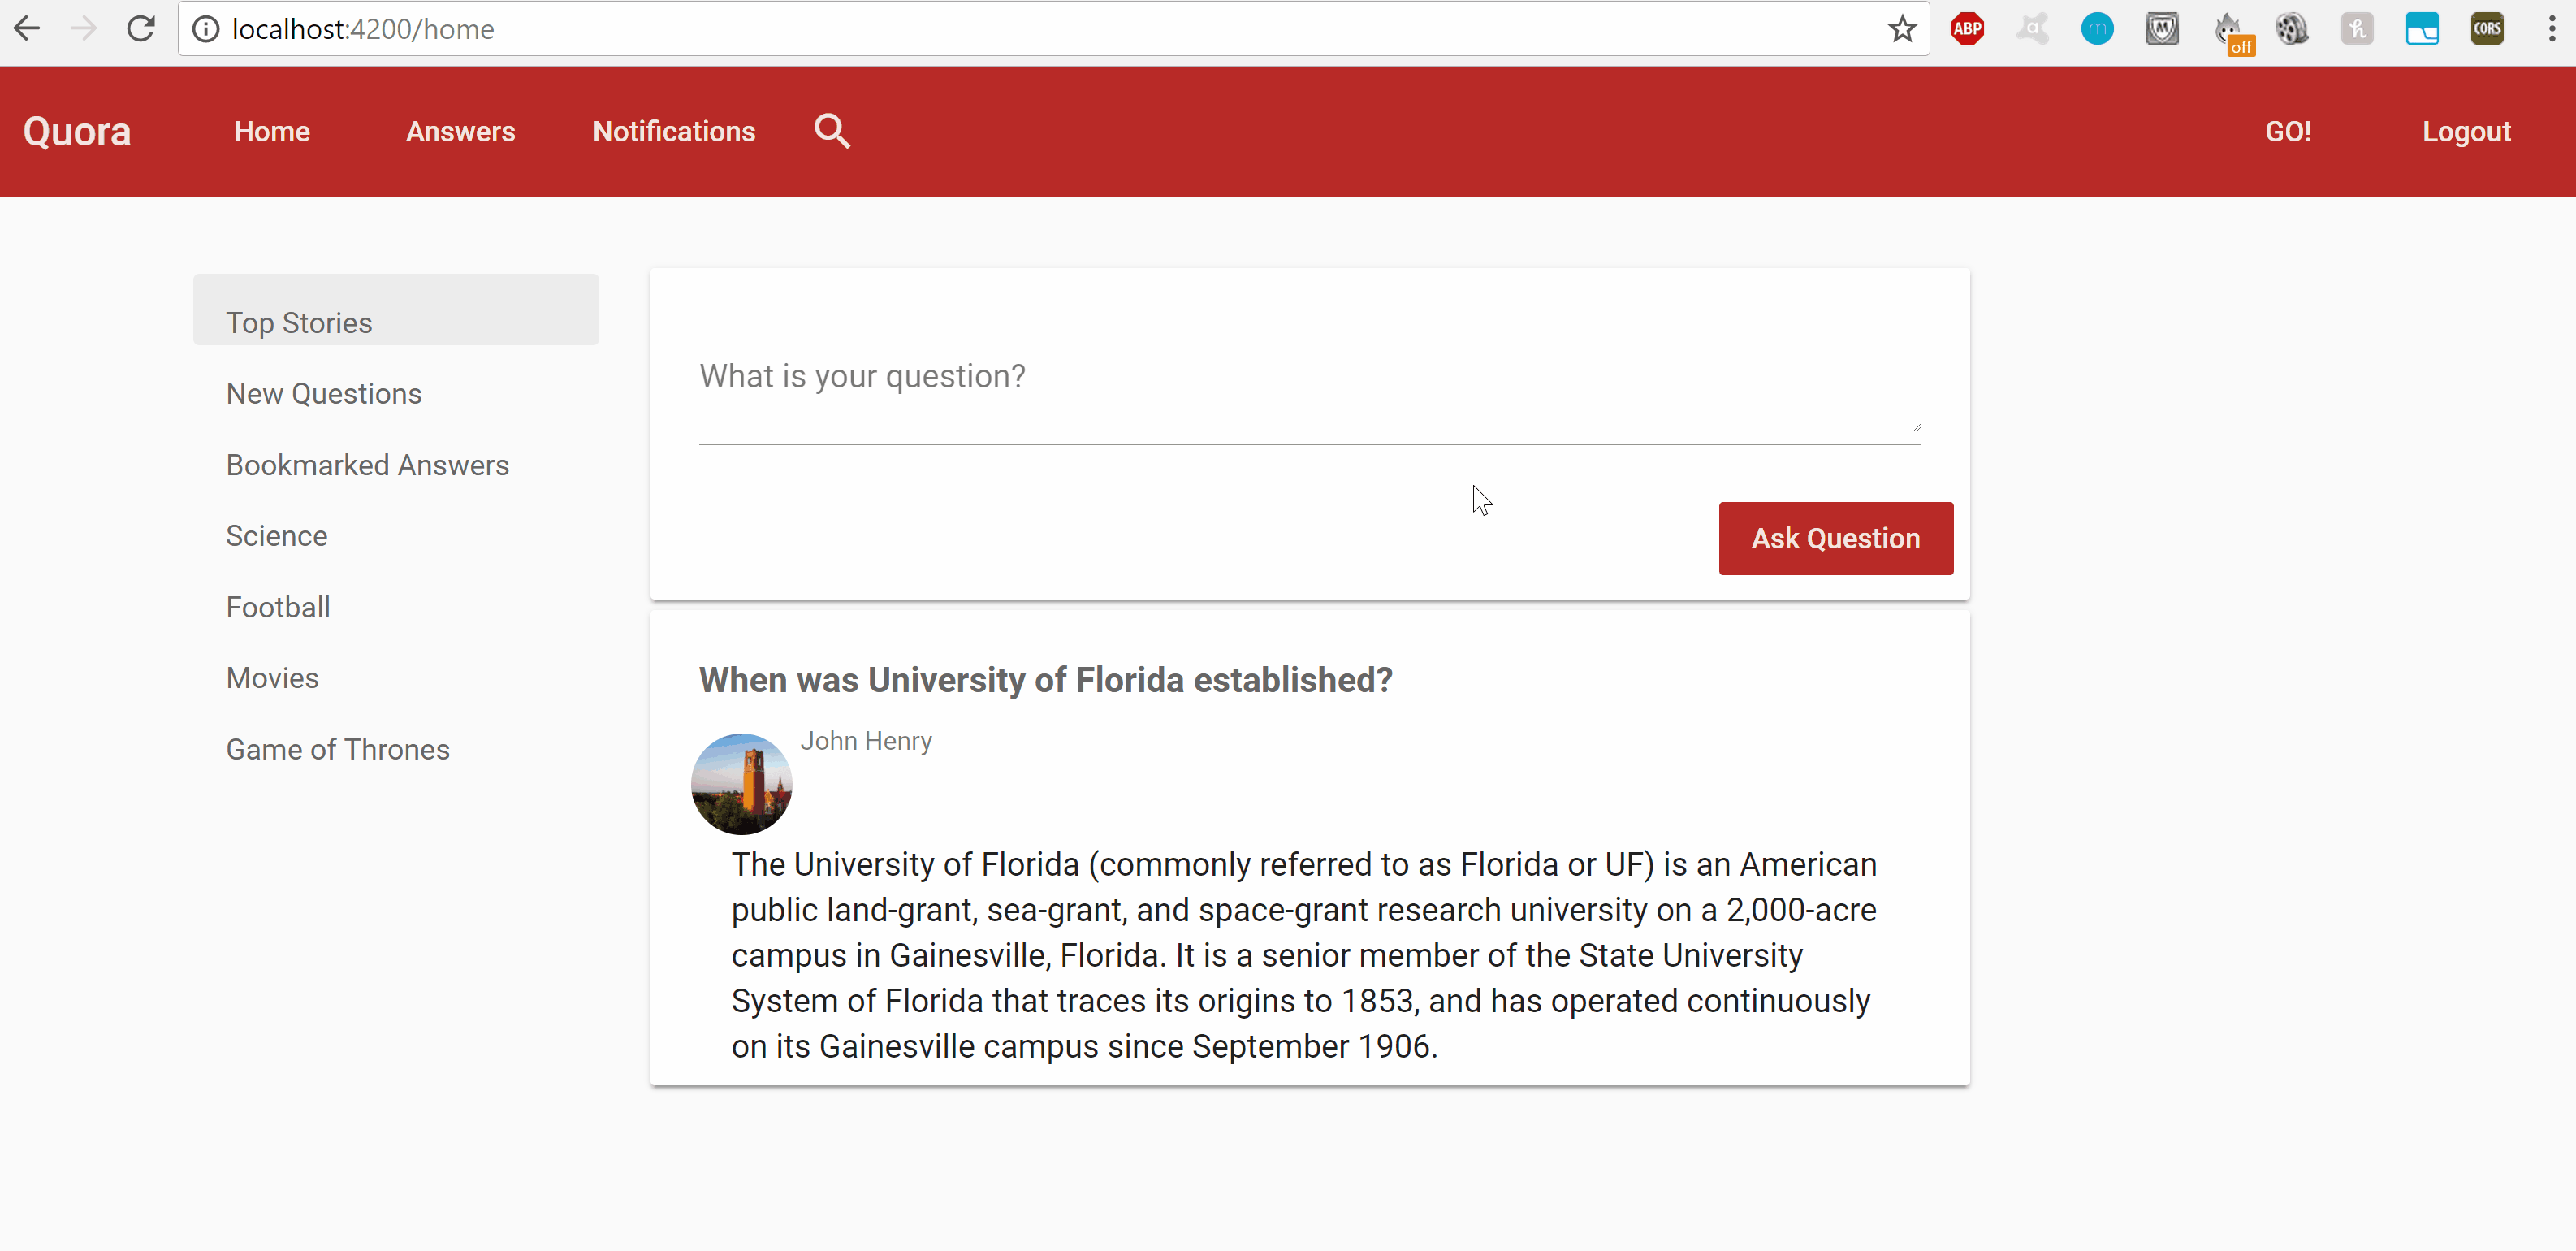 localhost:4200/home
ABP
off
CORS
Quora
Home
Answers
Notifications
GO!
Logout
Top Stories
New Questions
Bookmarked Answers
Science
Football
Movies
Game of Thrones
What is your question?
Ask Question
When was University of Florida established?
John Henry
The University of Florida (commonly referred to as Florida or UF) is an American
public land-grant, sea-grant, and space-grant research university on a 2,000-acre
campus in Gainesville, Florida. It is a senior member of the State University
System of Florida that traces its origins to 1853, and has operated continuously
on its Gainesville campus since September 1906.